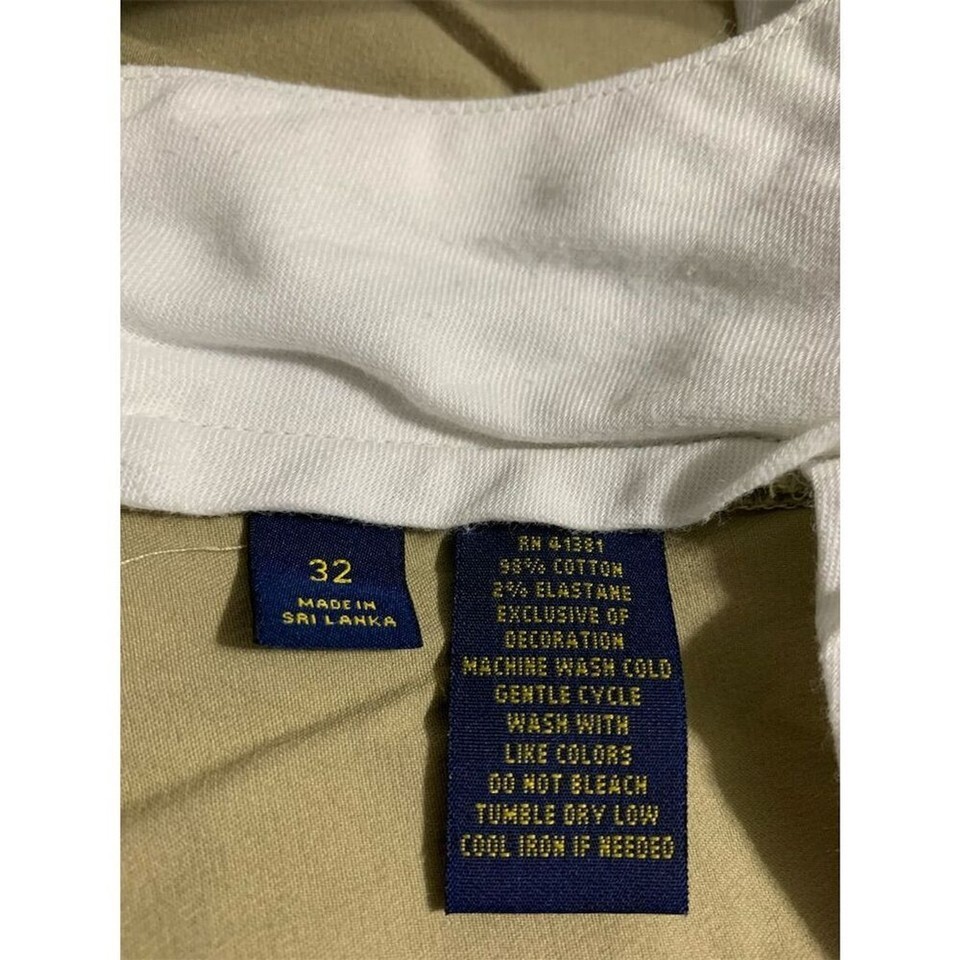 32
MADE IN
SRI LANKA
RN 41381
98% COTTON
2% ELASTANE
EXCLUSIVE OF
DECORATION
MACHINE WASH COLD
GENTLE CYCLE
WASH WITH
LIKE COLORS
DO NOT BLEACH
TUMBLE DRY LOW
COOL IRON IF NEEDED